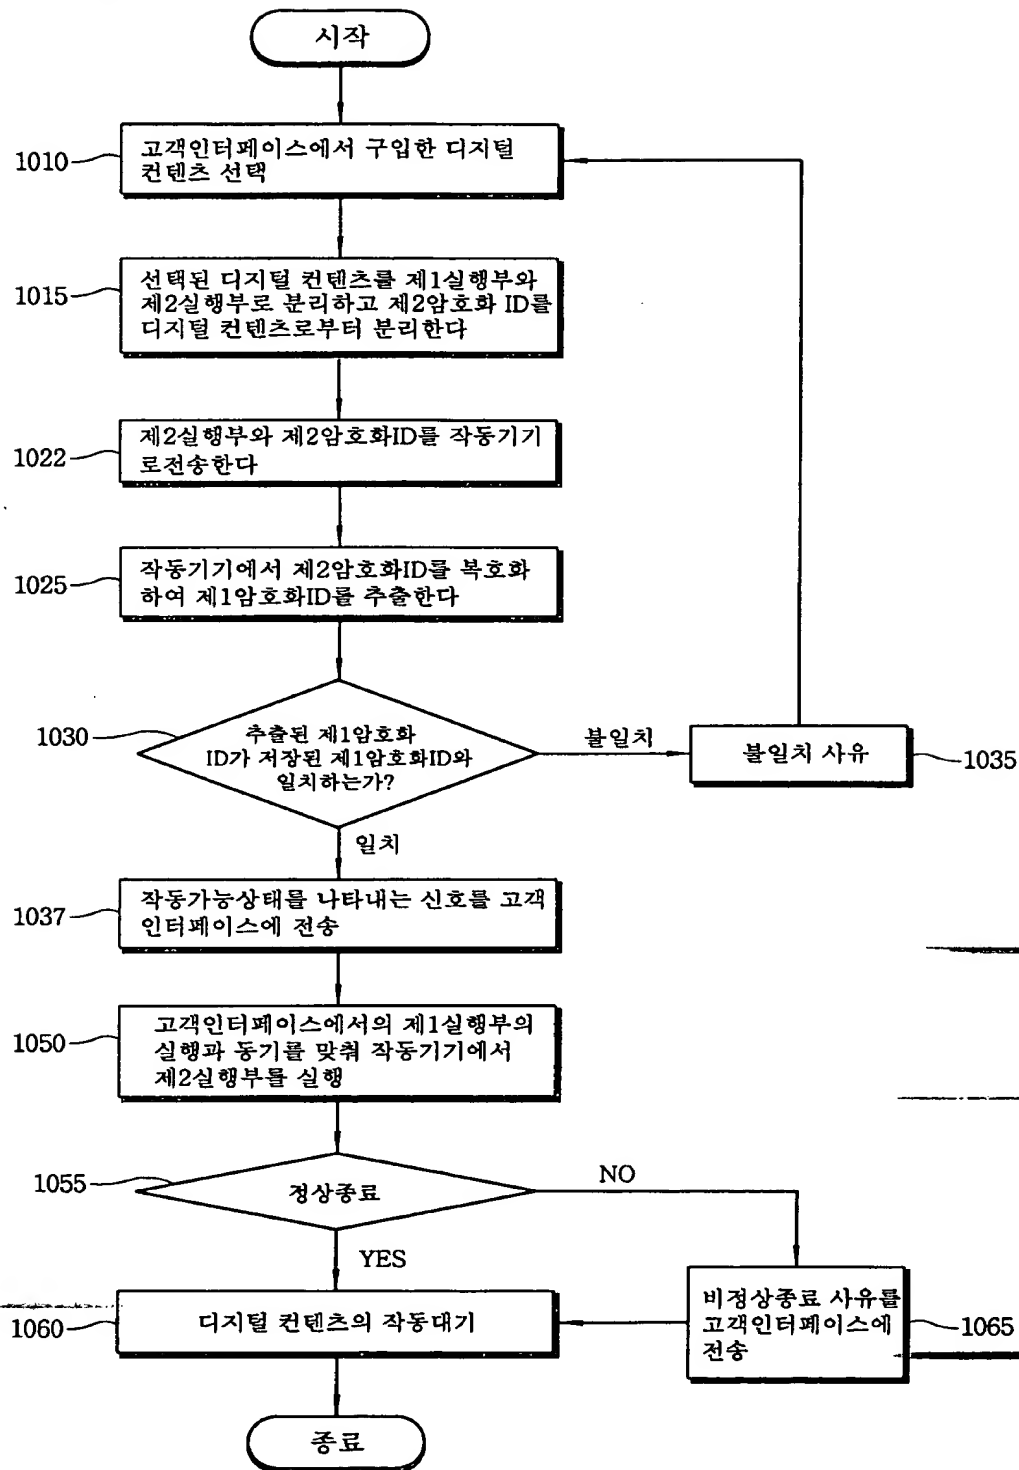 시작
1010
고객인터페이스에서 구입한 디지털
컨텐츠 선택
1015
선택된 디지털 컨텐츠를 제1실행부와
제2실행부로 분리하고 제2암호화 ID를
디지털 컨텐츠로부터 분리한다
1022
제2실행부와 제2암호화ID를 작동기기
로전송한다
1025
작동기기에서 제2암호화ID를 복호화
하여 제1암호화ID를 추출한다
1030
추출된 제1암호화
ID가 저장된 제1암호화ID와
일치하는가?
불일치
불일치 사유
1035
일치
1037
작동가능상태를 나타내는 신호를 고객
인터페이스에 전송
1050
고객인터페이스에서의 제1실행부의
실행과 동기를 맞춰 작동기기에서
제2실행부를 실행
1055
정상종료
NO
YES
1060
디지털 컨텐츠의 작동대기
비정상종료 사유를
고객인터페이스에
전송
1065
종료